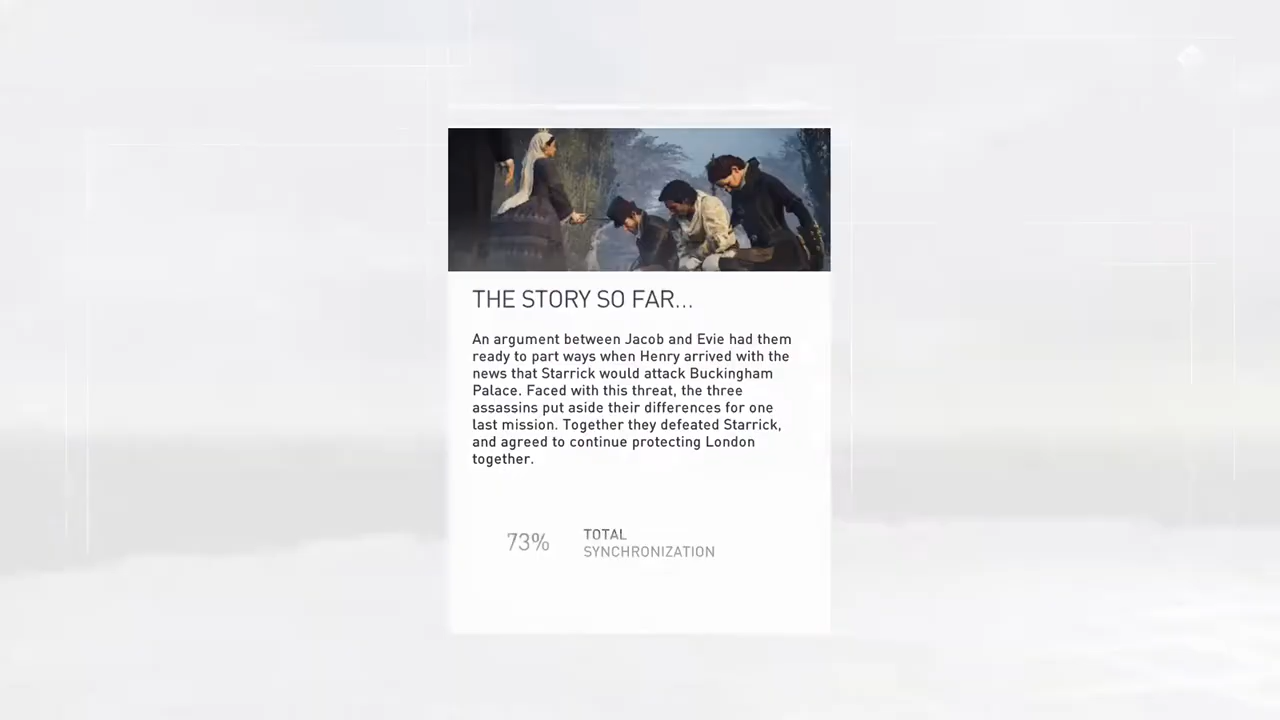 THE STORY SO FAR...
An argument between Jacob and Evie had them
ready to part ways when Henry arrived with the
news that Starrick would attack Buckingham
Palace. Faced with this threat, the three
assassins put aside their differences for one
last mission. Together they defeated Starrick,
and agreed to continue protecting London
together.
73%
TOTAL
SYNCHRONIZATION